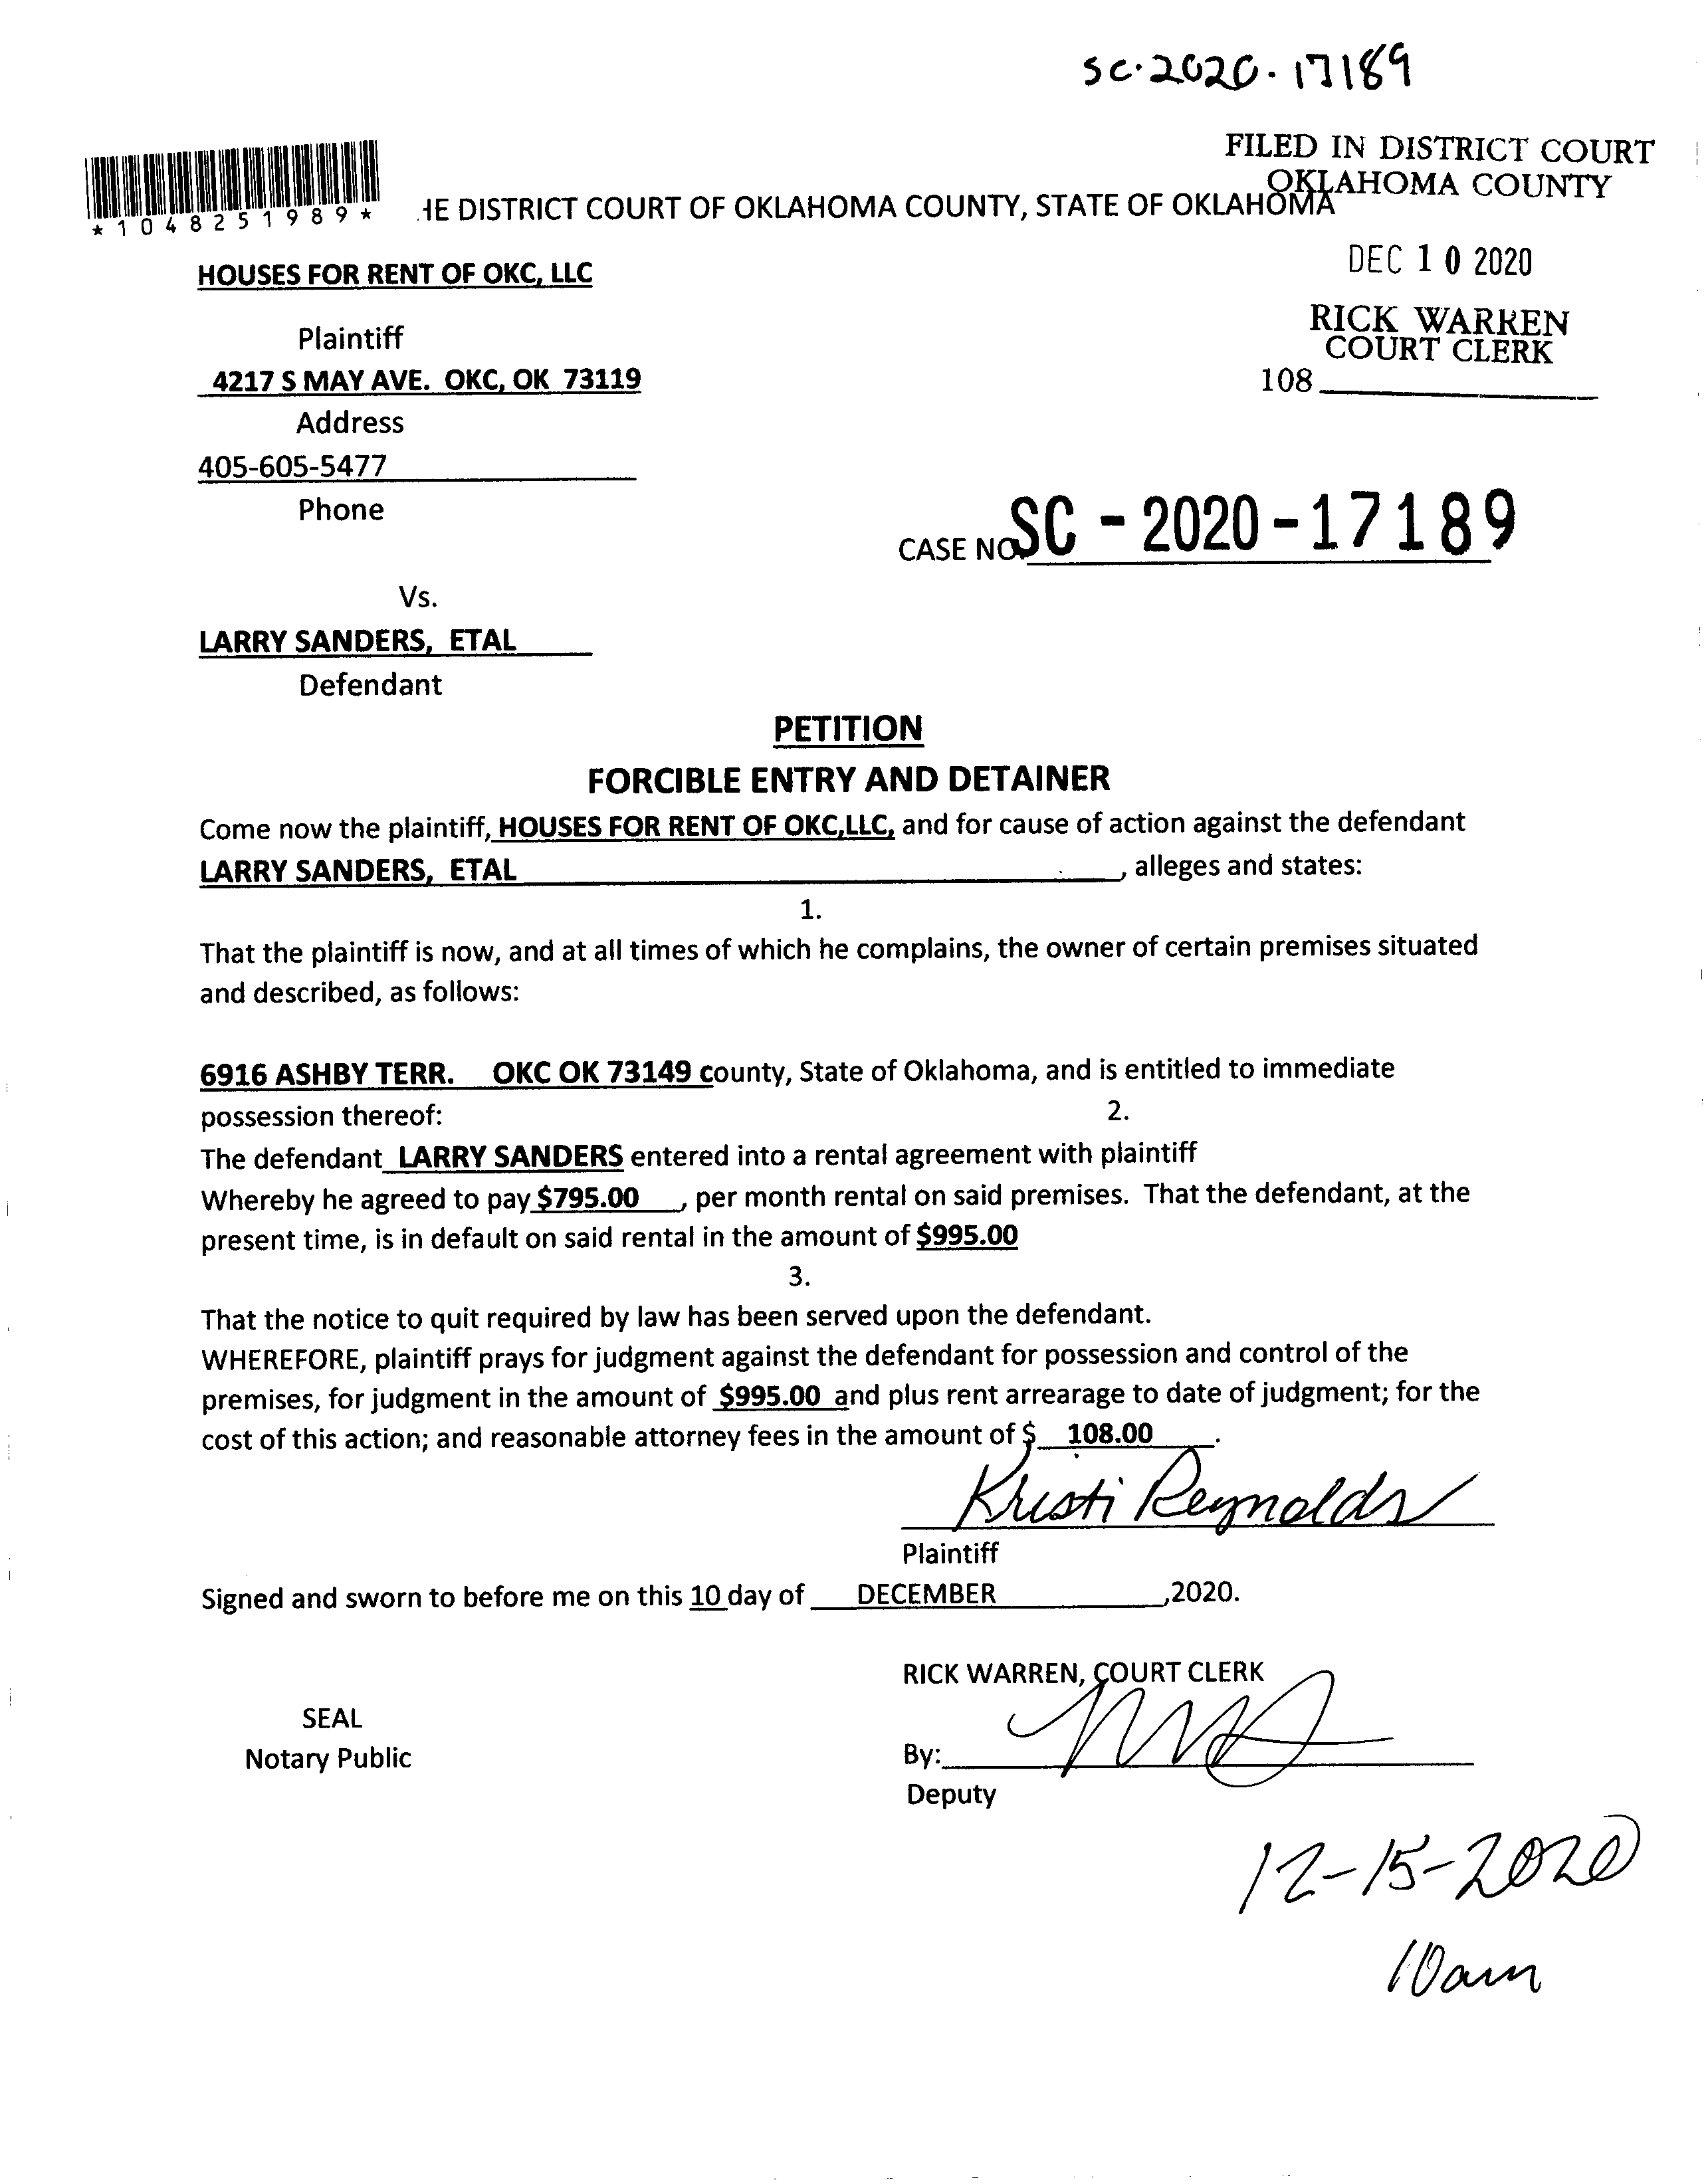 SC-2020-17189
FILED IN DISTRICT COURT
OKLAHOMA COUNTY
*1048251989*
HE DISTRICT COURT OF OKLAHOMA COUNTY, STATE OF OKLAHOMA
DEC 10 2020
HOUSES FOR RENT OF OKC, LLC
RICK WARREN
COURT CLERK
Plaintiff
108
4217 S MAY AVE. OKC, OK 73119
Address
405-605-5477
Phone
CASE NO. SC-2020-17189
Vs.
LARRY SANDERS, ETAL
Defendant
PETITION
FORCIBLE ENTRY AND DETAINER
Come now the plaintiff, HOUSES FOR RENT OF OKC,LLC, and for cause of action against the defendant
LARRY SANDERS, ETAL, alleges and states:
1.
That the plaintiff is now, and at all times of which he complains, the owner of certain premises situated
and described, as follows:
6916 ASHBY TERR. OKC OK 73149 county, State of Oklahoma, and is entitled to immediate
possession thereof: 2.
The defendant LARRY SANDERS entered into a rental agreement with plaintiff
Whereby he agreed to pay $795.00, per month rental on said premises. That the defendant, at the
present time, is in default on said rental in the amount of $995.00
3.
That the notice to quit required by law has been served upon the defendant.
WHEREFORE, plaintiff prays for judgment against the defendant for possession and control of the
premises, for judgment in the amount of $995.00 and plus rent arrearage to date of judgment; for the
cost of this action; and reasonable attorney fees in the amount of $ 108.00.
Kristi Reynolds
Plaintiff
Signed and sworn to before me on this 10 day of DECEMBER,2020.
RICK WARREN, COURT CLERK
SEAL
Notary Public
By:
Deputy
12-15-2020
10am